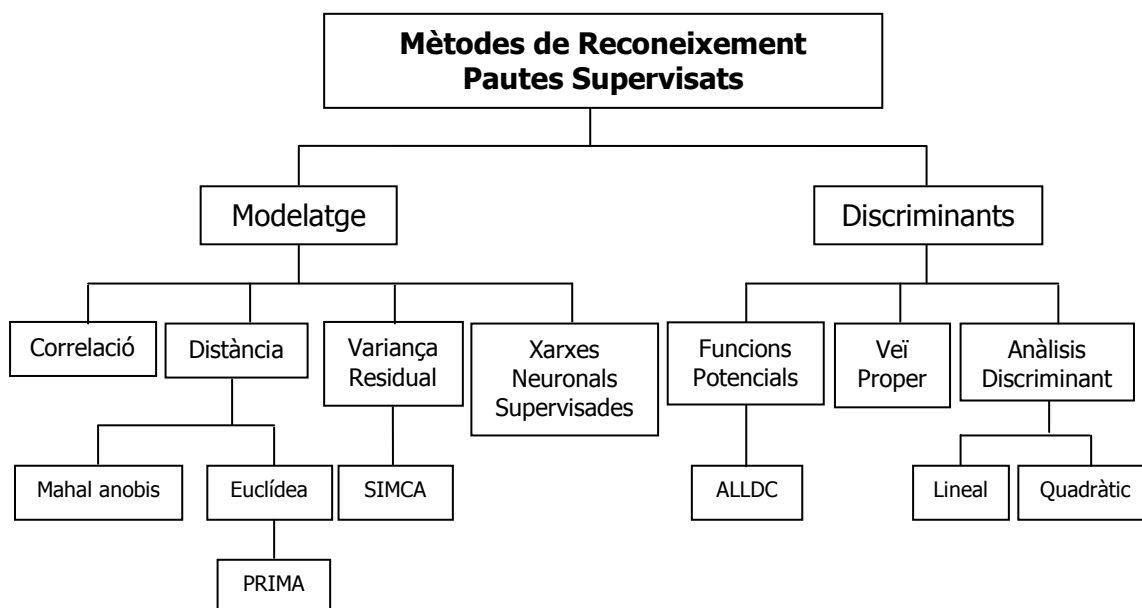 Mètodes de Reconeixement
Pautes Supervisats
Modelatge
Discriminants
Correlació
Distància
Variança
Residual
Xarxes
Neuronals
Supervisades
Funcions
Potencials
Veï
Proper
Anàlisis
Discriminant
Mahal anobis
Euclídea
SIMCA
ALLDC
Lineal
Quadràtic
PRIMA